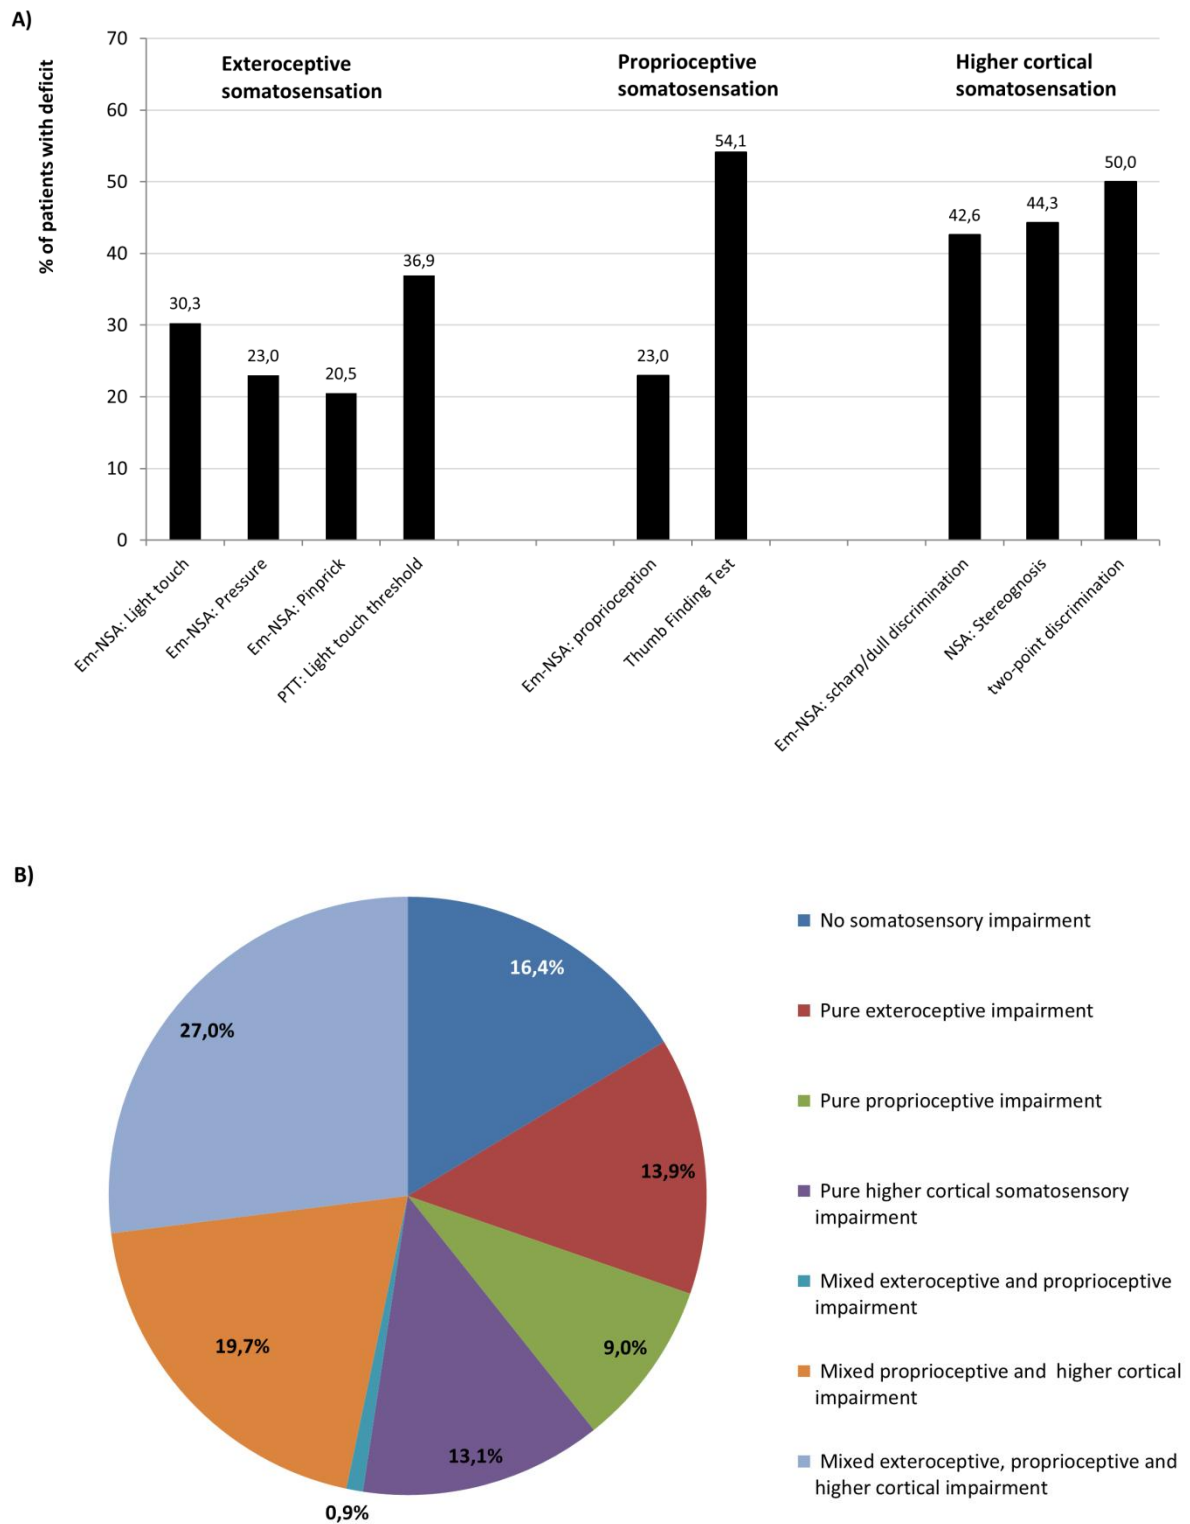 A)
Exteroceptive
somatosensation
Proprioceptive
somatosensation
Higher cortical
somatosensation
% of patients with deficit
70
60
50
40
30
20
10
0
30,3
23,0
20,5
36,9
23,0
54,1
42,6
44,3
50,0
Em-NSA: Light touch
Em-NSA: Pressure
Em-NSA: Pinprick
PTT: Light touch threshold
Em-NSA: proprioception
Thumb Finding Test
Em-NSA: scharp/dull discrimination
NSA: Stereognosis
two-point discrimination
B)
16,4%
13,9%
9,0%
13,1%
0,9%
19,7%
27,0%
No somatosensory impairment
Pure exteroceptive impairment
Pure proprioceptive impairment
Pure higher cortical somatosensory
impairment
Mixed exteroceptive and proprioceptive
impairment
Mixed proprioceptive and higher cortical
impairment
Mixed exteroceptive, proprioceptive and
higher cortical impairment